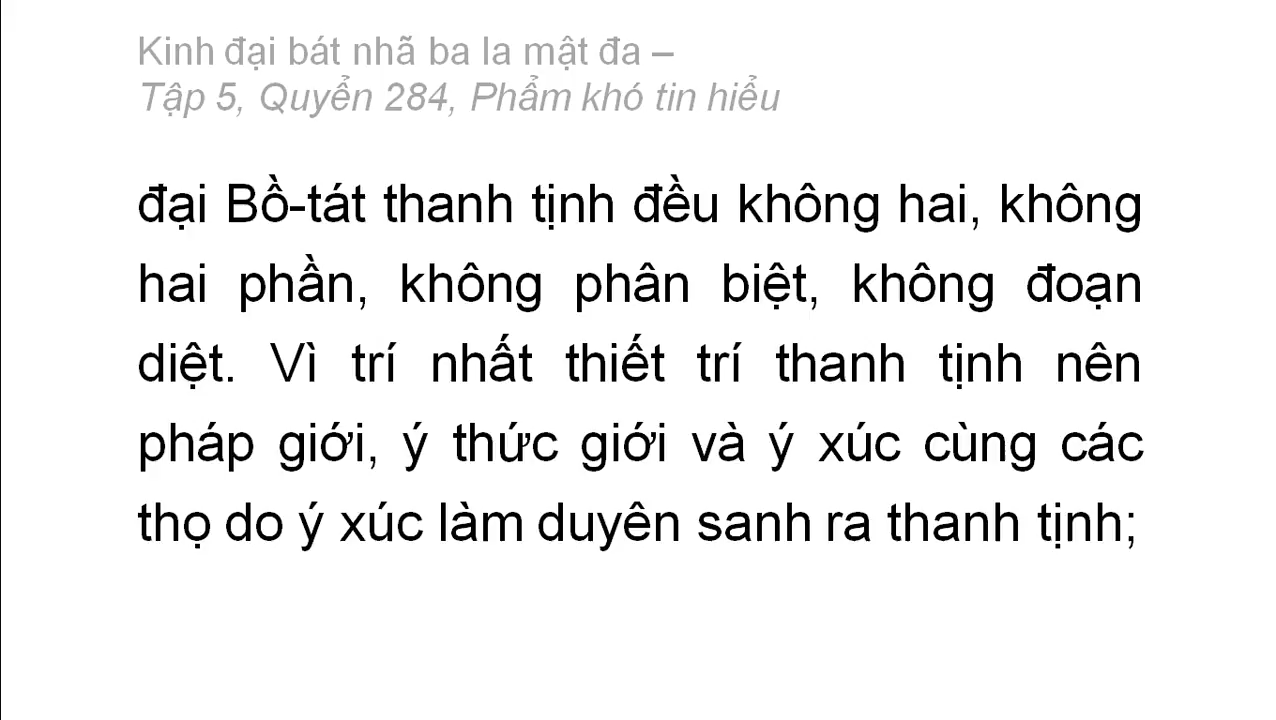 Kinh đại bát nhã ba la mật đa –
Tập 5, Quyển 284, Phẩm khó tin hiểu
đại Bồ-tát thanh tịnh đều không hai, không
hai phần, không phân biệt, không đoạn
diệt. Vì trí nhất thiết trí thanh tịnh nên
pháp giới, ý thức giới và ý xúc cùng các
thọ do ý xúc làm duyên sanh ra thanh tịnh;